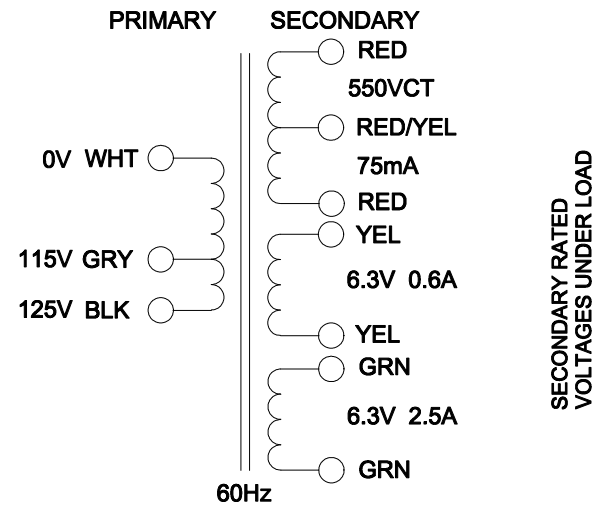 PRIMARY
SECONDARY
RED
550VCT
RED/YEL
75mA
RED
0V WHT
115V GRY
125V BLK
YEL
6.3V 0.6A
YEL
GRN
6.3V 2.5A
GRN
60Hz
SECONDARY RATED
VOLTAGES UNDER LOAD